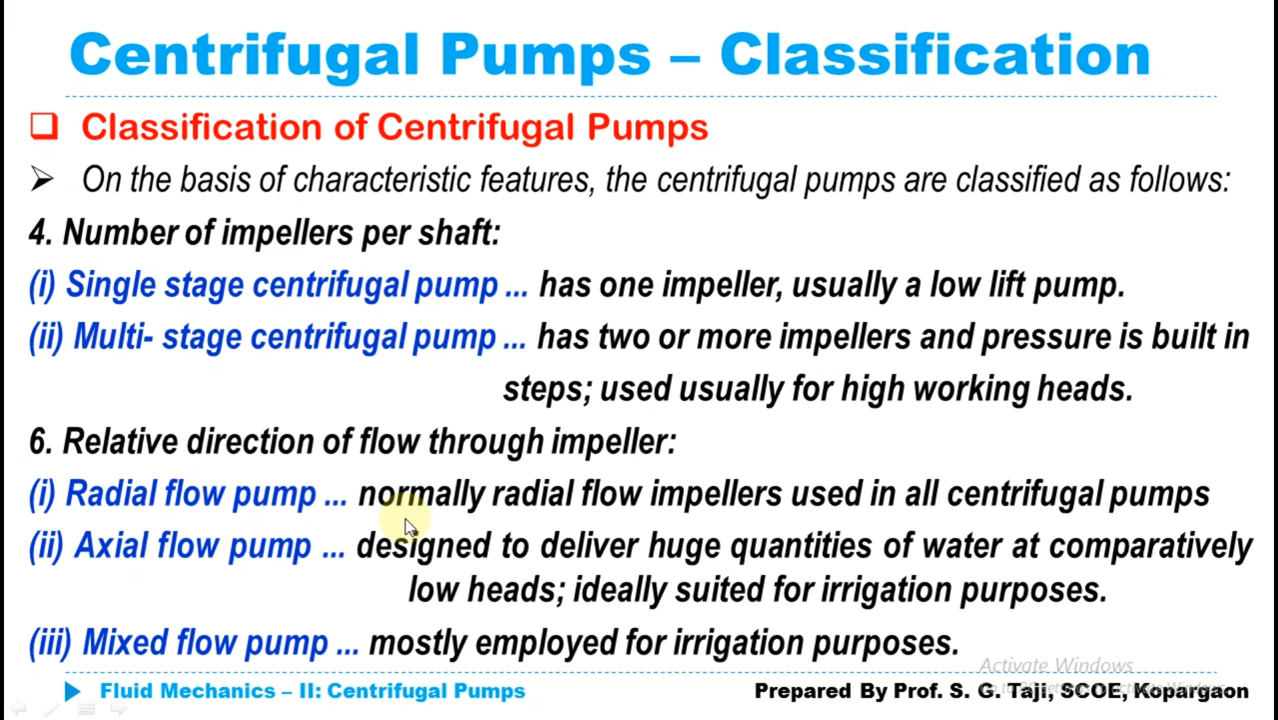 Centrifugal Pumps – Classification
❑ Classification of Centrifugal Pumps
➢ On the basis of characteristic features, the centrifugal pumps are classified as follows:
4. Number of impellers per shaft:
(i) Single stage centrifugal pump ... has one impeller, usually a low lift pump.
(ii) Multi- stage centrifugal pump ... has two or more impellers and pressure is built in
steps; used usually for high working heads.
6. Relative direction of flow through impeller:
(i) Radial flow pump ... normally radial flow impellers used in all centrifugal pumps
(ii) Axial flow pump ... designed to deliver huge quantities of water at comparatively
low heads; ideally suited for irrigation purposes.
(iii) Mixed flow pump ... mostly employed for irrigation purposes.
Activate Windows
Fluid Mechanics – II: Centrifugal Pumps
Prepared By Prof. S. G. Taji, SCOE, Kopargaon